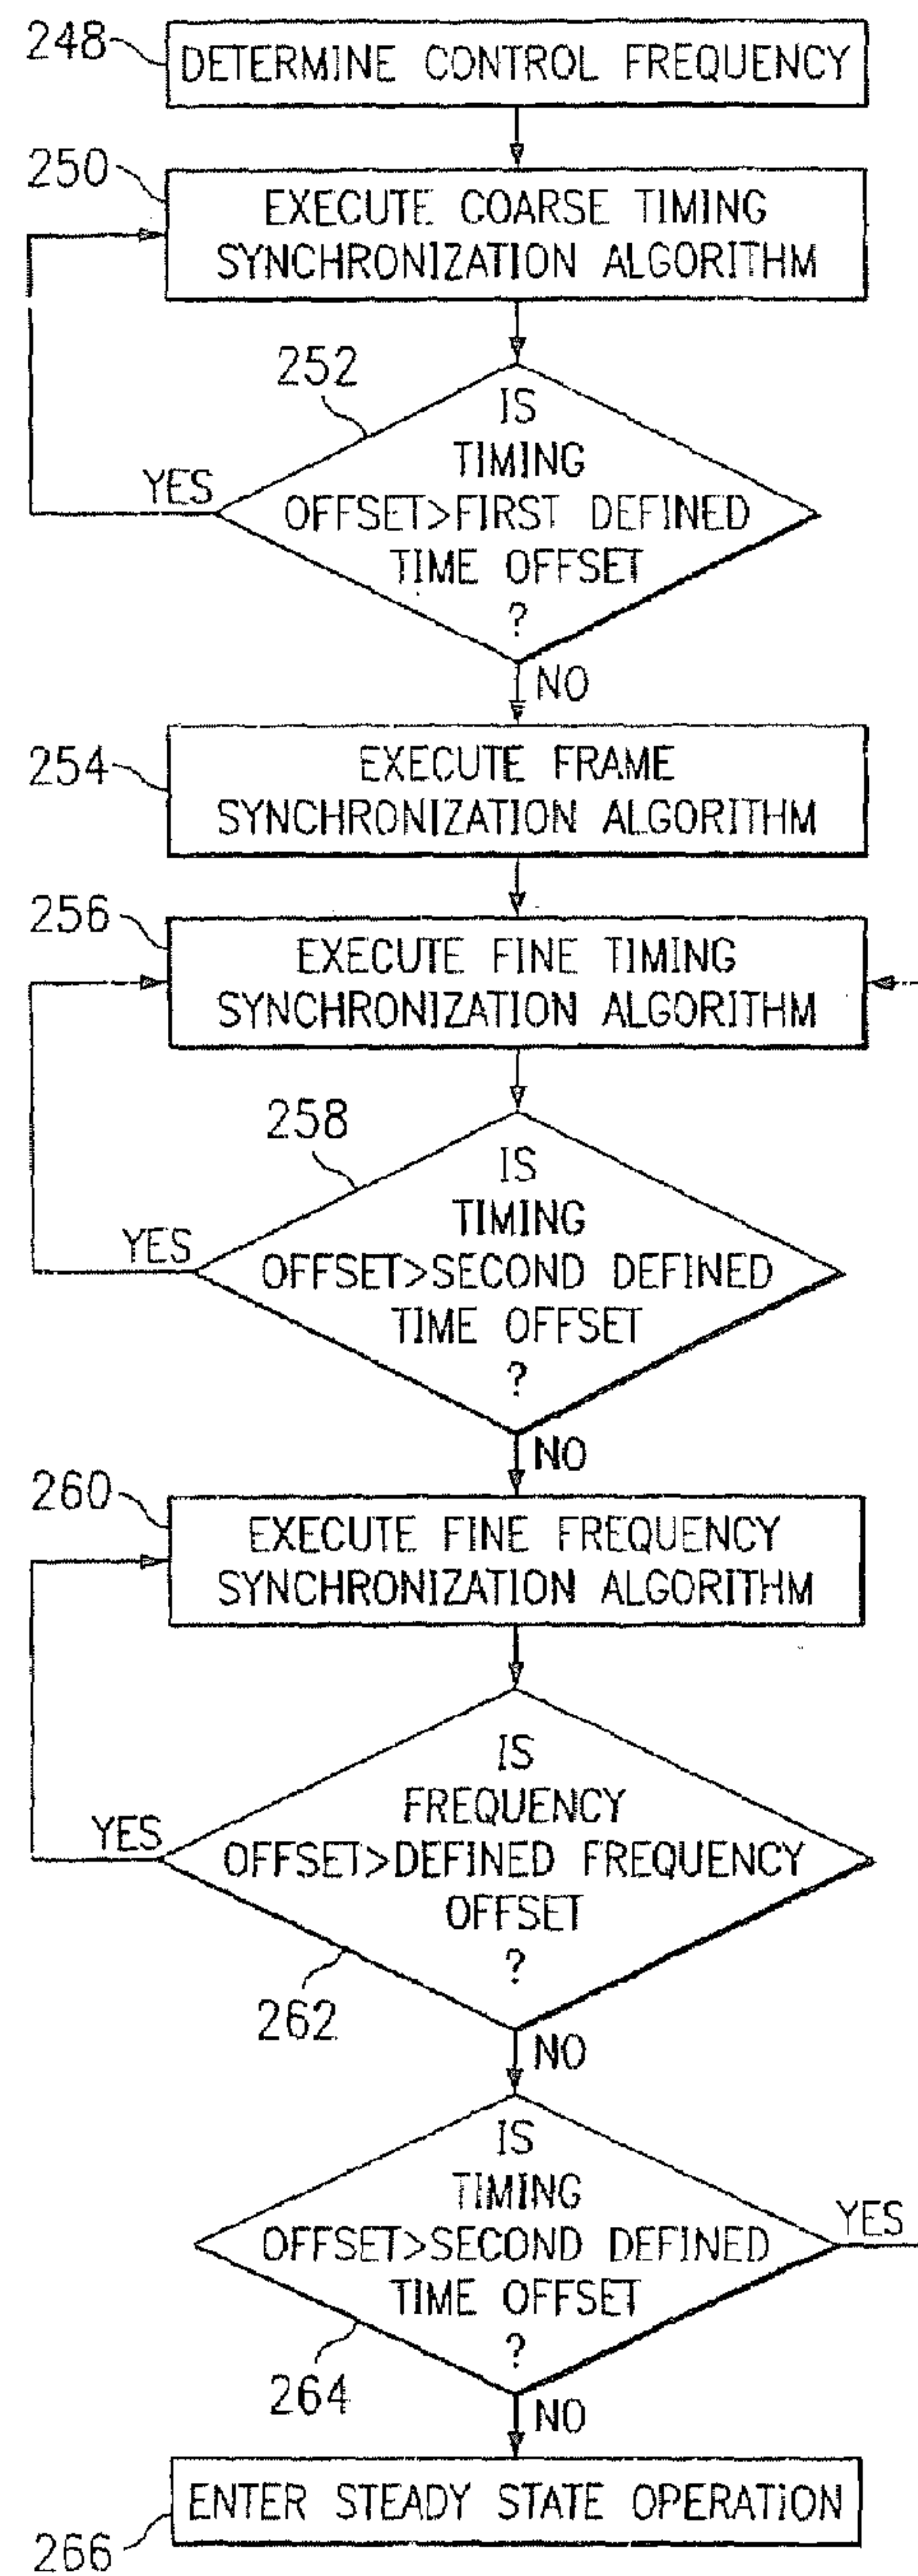 248
DETERMINE CONTROL FREQUENCY
250
EXECUTE COARSE TIMING
SYNCHRONIZATION ALGORITHM
252
IS
TIMING
OFFSET>FIRST DEFINED
TIME OFFSET
?
YES
NO
254
EXECUTE FRAME
SYNCHRONIZATION ALGORITHM
256
EXECUTE FINE TIMING
SYNCHRONIZATION ALGORITHM
258
IS
TIMING
OFFSET>SECOND DEFINED
TIME OFFSET
?
YES
NO
260
EXECUTE FINE FREQUENCY
SYNCHRONIZATION ALGORITHM
IS
FREQUENCY
OFFSET>DEFINED FREQUENCY
OFFSET
?
YES
262
NO
IS
TIMING
OFFSET>SECOND DEFINED
TIME OFFSET
?
YES
264
NO
ENTER STEADY STATE OPERATION
266